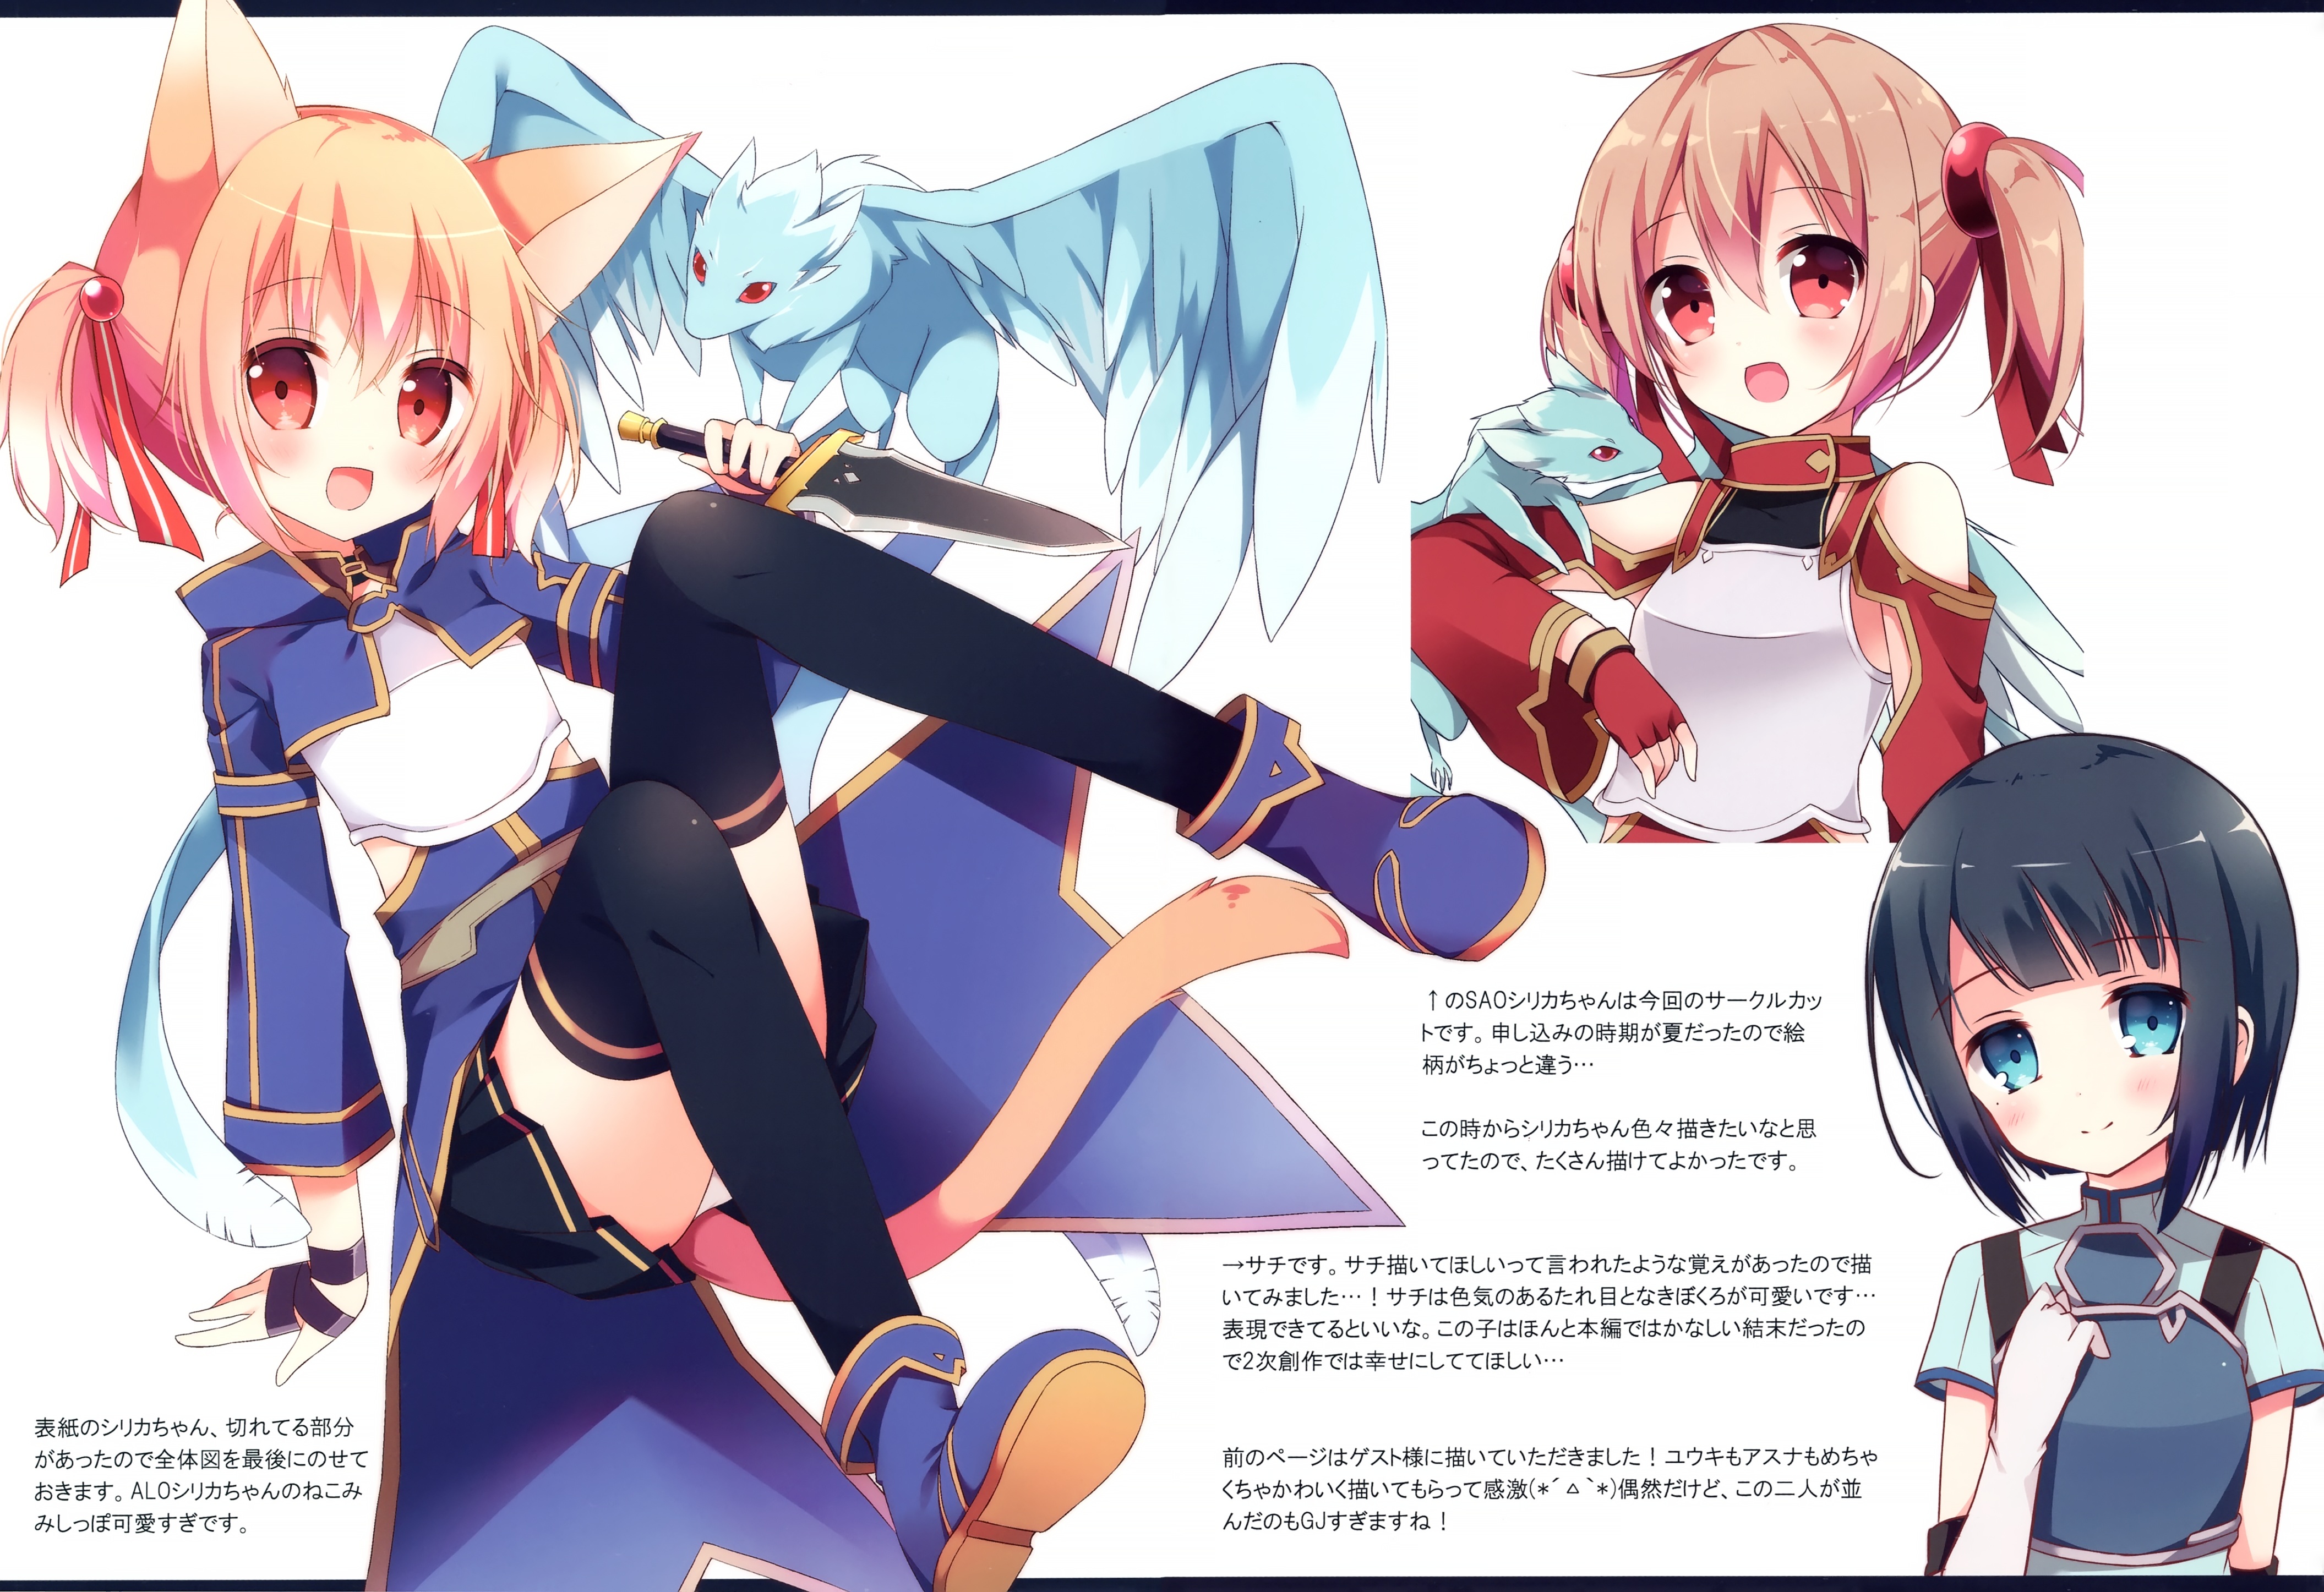 ↑のSAOシリカちゃんは今回のサークルカッ
トです。申し込みの時期が夏だったので絵
柄がちょっと違う…
この時からシリカちゃん色々描きたいなと思
ってたので、たくさん描けてよかったです。
→サチです。サチ描いてほしいって言われたような覚えがあったので描
いてみました…！サチは色気のあるたれ目となきぼくろが可愛いです…
表現できてるといいな。この子はほんと本編ではかなしい結末だったの
で2次創作では幸せにしててほしい…
前のページはゲスト様に描いていただきました！ユウキもアスナもめちゃ
くちゃかわいく描いてもらって感激(*´ㅿ`*)偶然だけど、この二人が並
んだのもGJすぎますね！
表紙のシリカちゃん、切れてる部分
があったので全体図を最後にのせて
おきます。ALOシリカちゃんのねこみ
みしっぽ可愛すぎです。